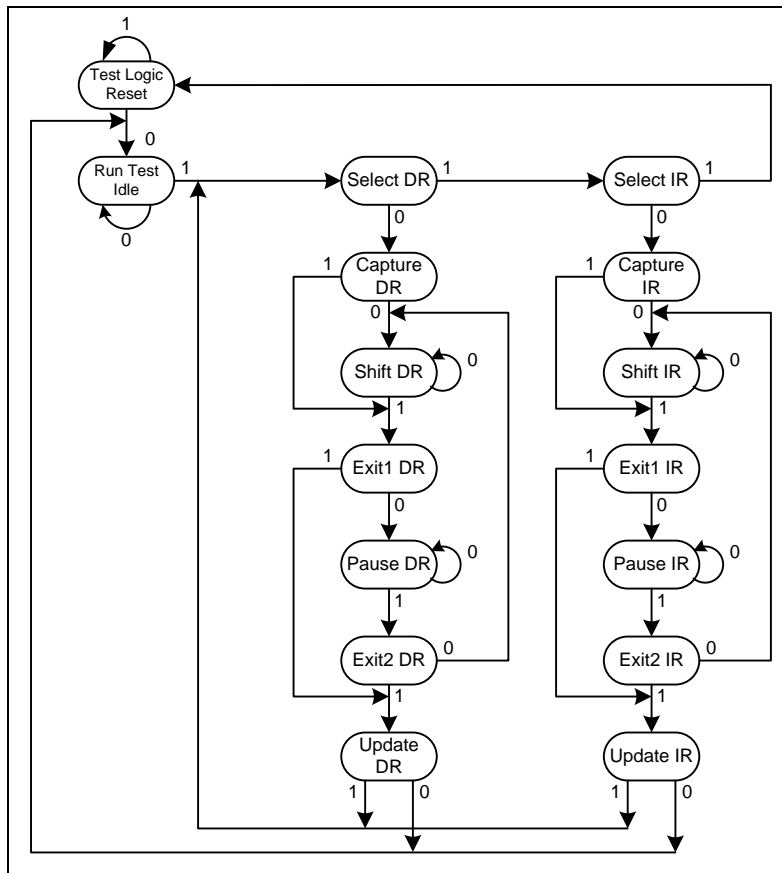 1
Test Logic
Reset
0
Run Test
Idle
1
0
Select DR
1
Select IR
1
0
0
1
Capture
DR
0
1
Capture
IR
0
Shift DR
0
Shift IR
0
1
1
1
Exit1 DR
1
Exit1 IR
0
0
Pause DR
0
Pause IR
0
1
1
Exit2 DR
0
Exit2 IR
0
1
1
Update
DR
Update IR
1
0
1
0